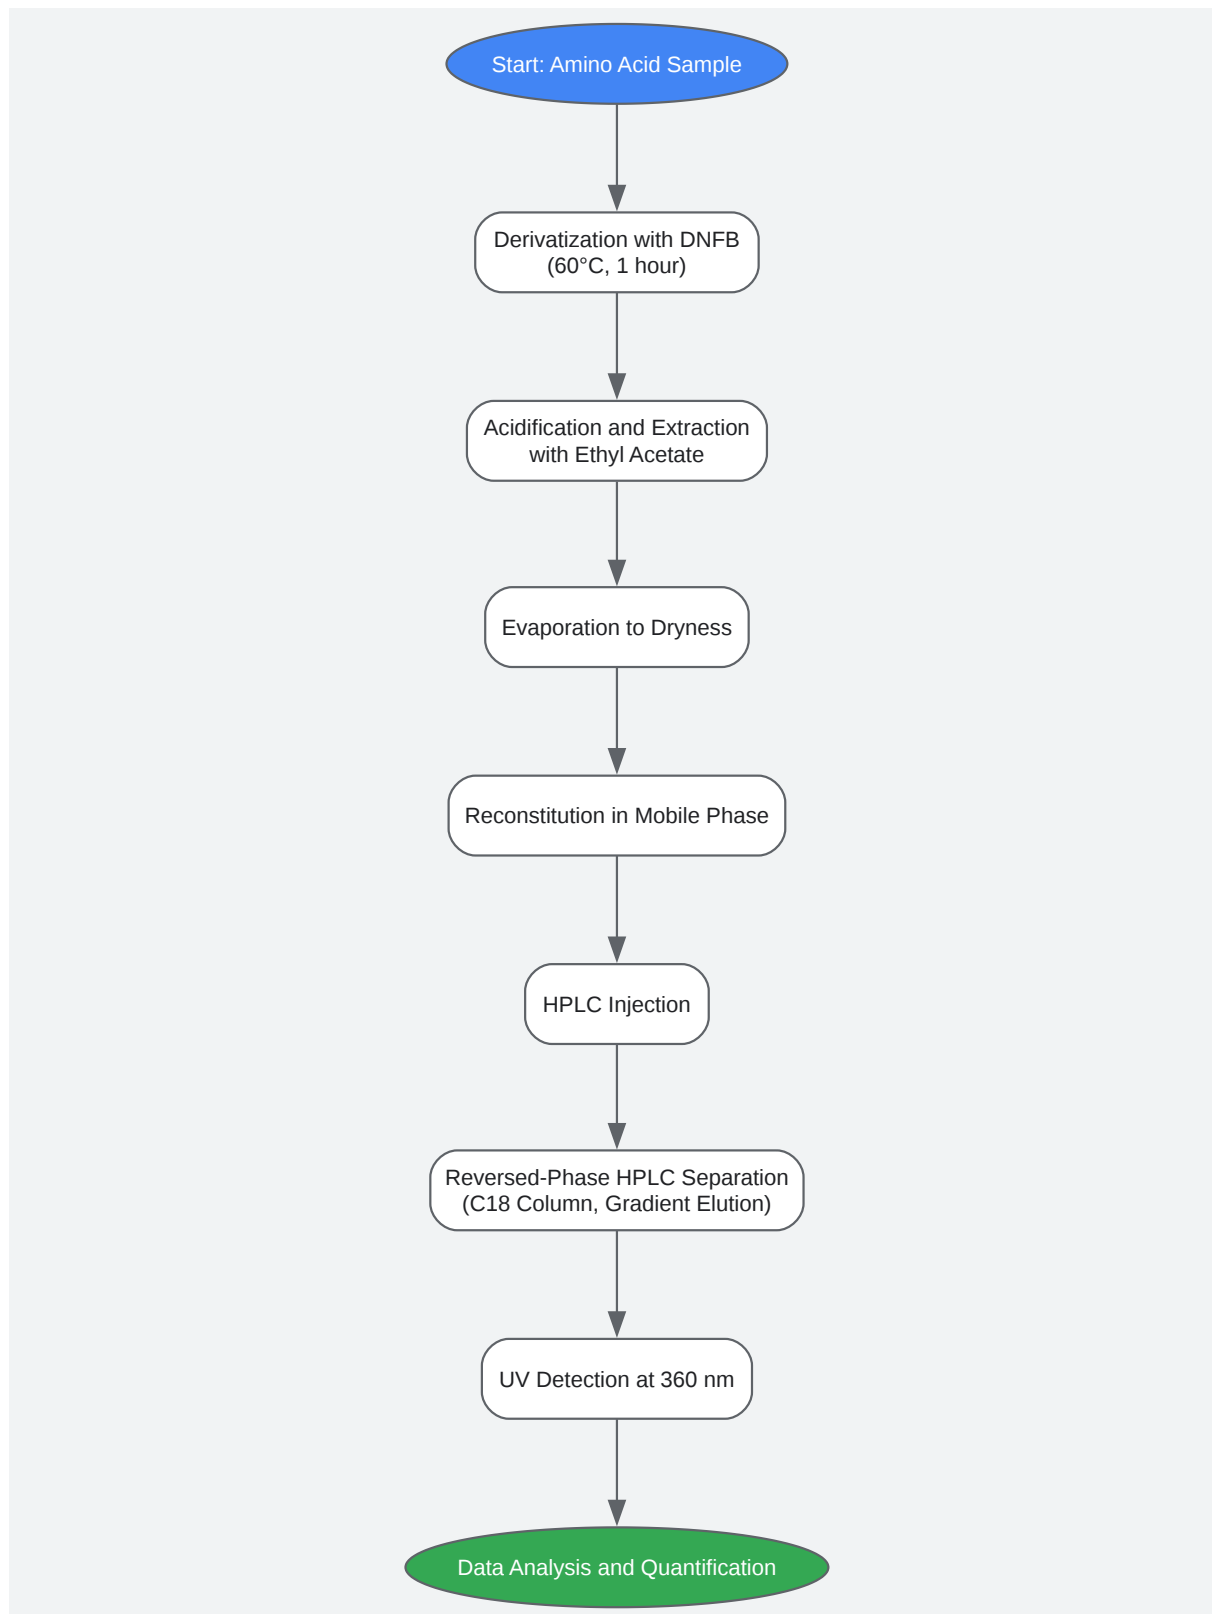 Start: Amino Acid Sample
Derivatization with DNFB
(60°C, 1 hour)
Acidification and Extraction
with Ethyl Acetate
Evaporation to Dryness
Reconstitution in Mobile Phase
HPLC Injection
Reversed-Phase HPLC Separation
(C18 Column, Gradient Elution)
UV Detection at 360 nm
Data Analysis and Quantification